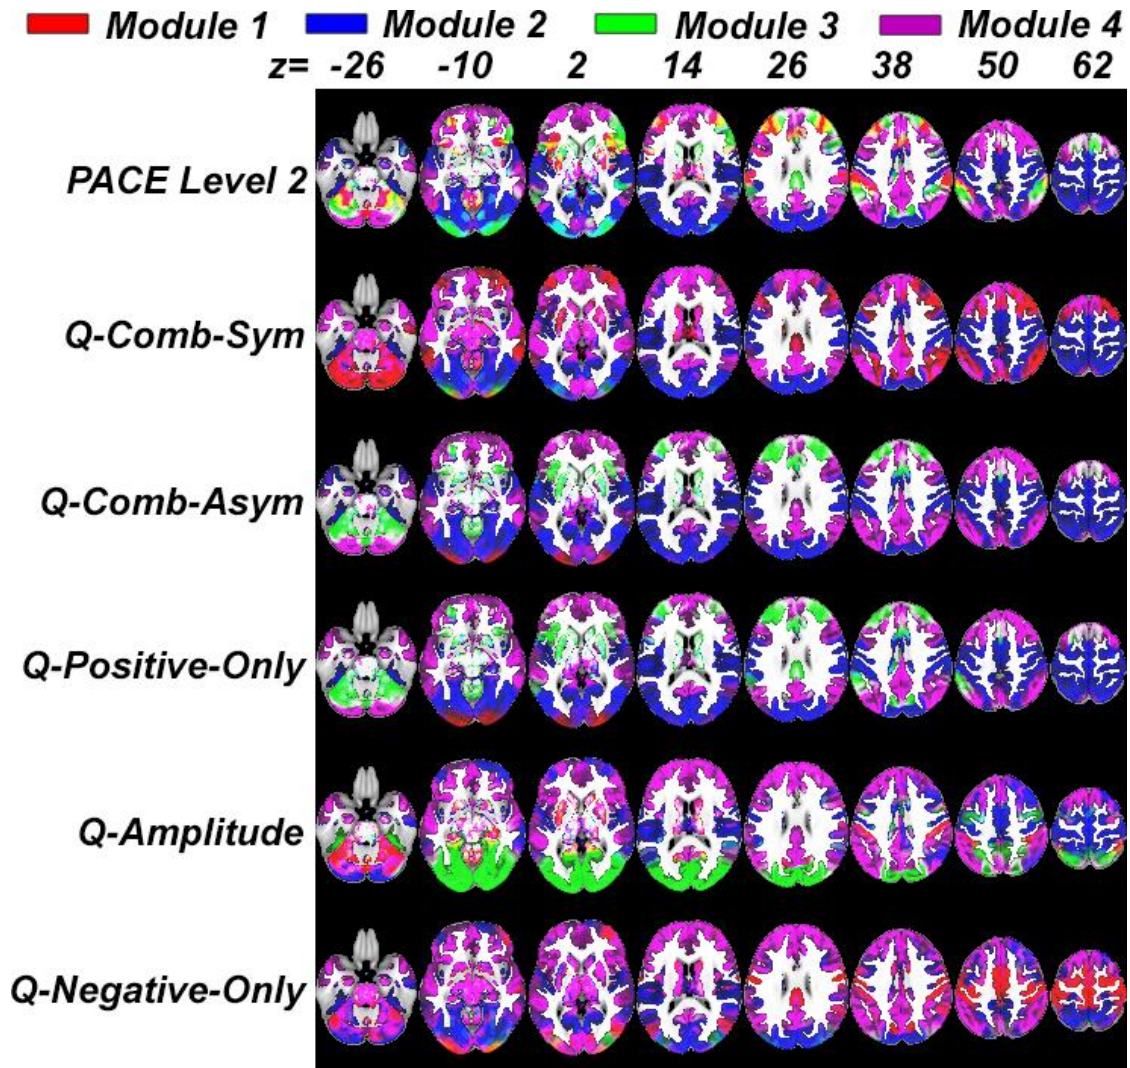 Module 1 Module 2 Module 3 Module 4
z= -26 -10 2 14 26 38 50 62
PACE Level 2
Q-Comb-Sym
Q-Comb-Asym
Q-Positive-Only
Q-Amplitude
Q-Negative-Only